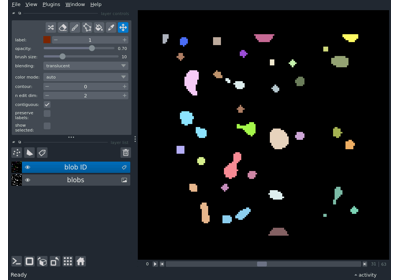 File View Plugins Window Help
label: 1
opacity: 0.70
brush size: 10
blending: translucent
color mode: auto
contour: 0
n edit dim: 2
contiguous: ✓
preserve labels:
show selected:
blob ID
blobs
0
Ready
activity